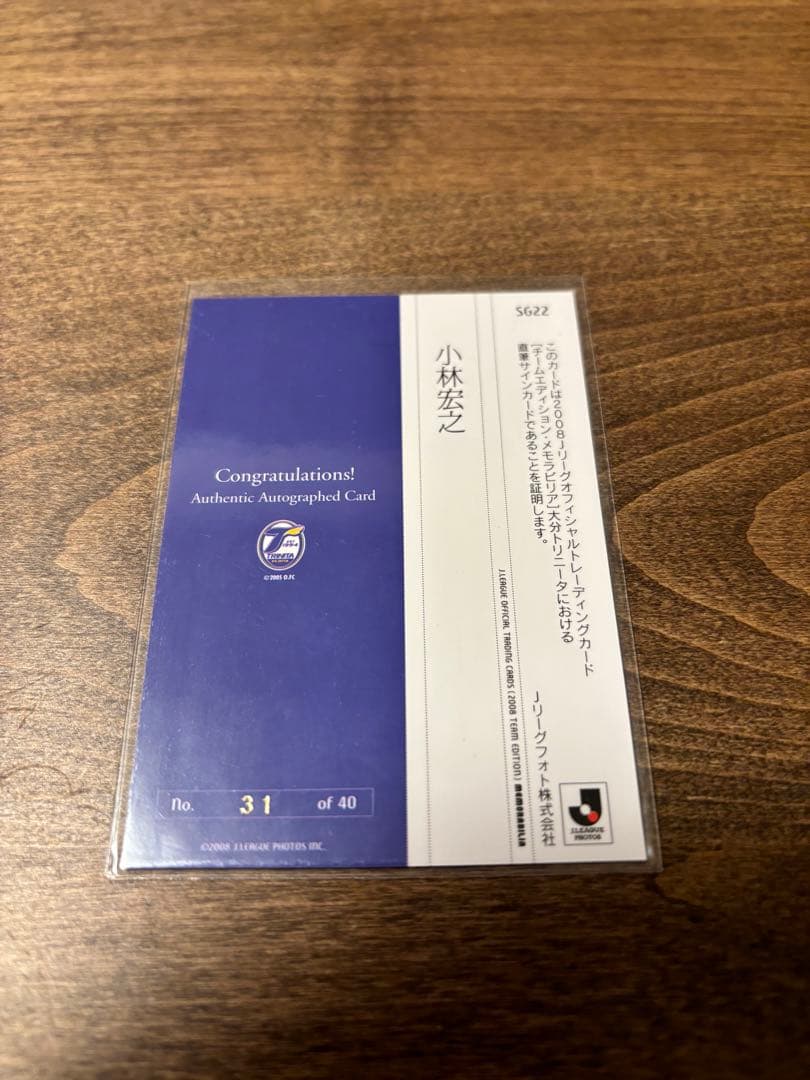 SG22
このカードは2008Jリーグオフィシャルトレーディングカード
[チームエディション・メモラビリア]大分トリニータにおける
直筆サインカードであることを証明します。
Jリーグフォト株式会社
J.LEAGUE OFFICIAL TRADING CARDS [2008 TEAM EDITION] MEMORABILIA
小林宏之
Congratulations!
Authentic Autographed Card
TRINITA
©2005 O.FC
No. 31 of 40
©2008 J.LEAGUE PHOTOS INC.
J.LEAGUE
PHOTOS